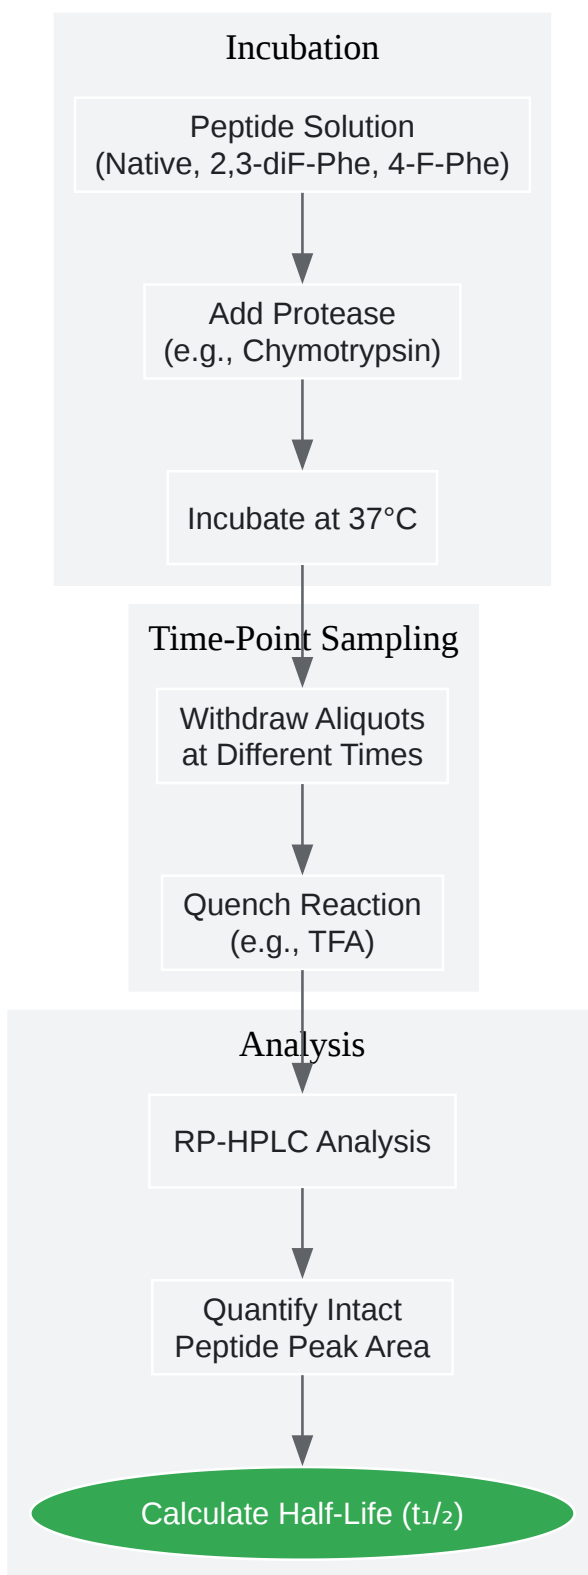 Incubation
Peptide Solution
(Native, 2,3-diF-Phe, 4-F-Phe)
Add Protease
(e.g., Chymotrypsin)
Incubate at 37°C
Time-Point Sampling
Withdraw Aliquots
at Different Times
Quench Reaction
(e.g., TFA)
Analysis
RP-HPLC Analysis
Quantify Intact
Peptide Peak Area
Calculate Half-Life (t₁/₂)